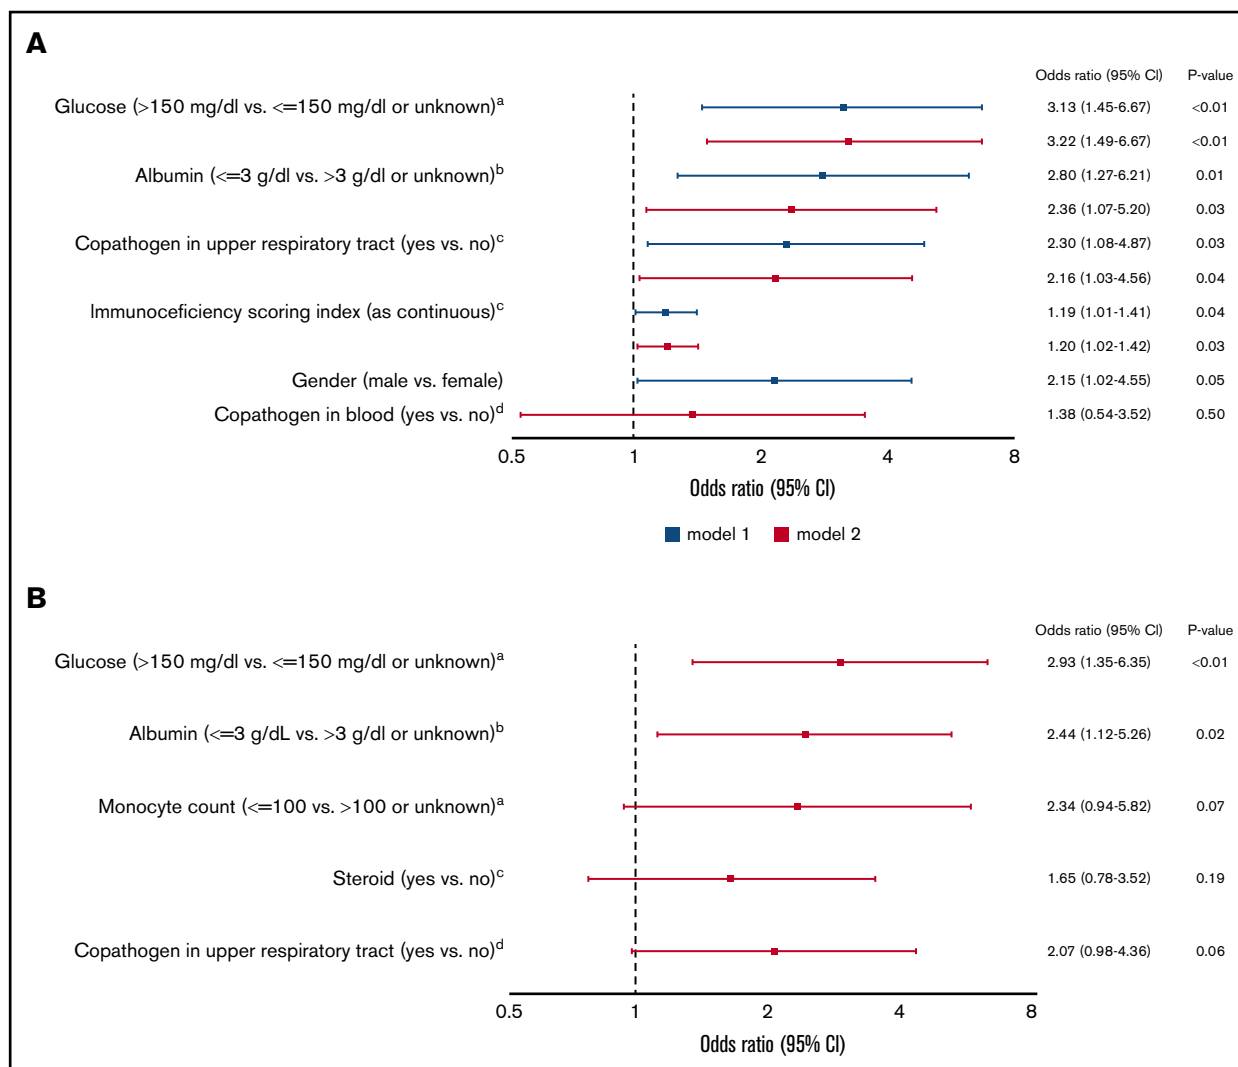 A
Odds ratio (95% CI) P-value
Glucose (>150 mg/dl vs. <=150 mg/dl or unknown)a 3.13 (1.45-6.67) <0.01
3.22 (1.49-6.67) <0.01
Albumin (<=3 g/dl vs. >3 g/dl or unknown)b 2.80 (1.27-6.21) 0.01
2.36 (1.07-5.20) 0.03
Copathogen in upper respiratory tract (yes vs. no)c 2.30 (1.08-4.87) 0.03
2.16 (1.03-4.56) 0.04
Immunoceficiency scoring index (as continuous)c 1.19 (1.01-1.41) 0.04
1.20 (1.02-1.42) 0.03
Gender (male vs. female) 2.15 (1.02-4.55) 0.05
Copathogen in blood (yes vs. no)d 1.38 (0.54-3.52) 0.50
0.5 1 2 4 8
Odds ratio (95% CI)
model 1 model 2
B
Odds ratio (95% CI) P-value
Glucose (>150 mg/dl vs. <=150 mg/dl or unknown)a 2.93 (1.35-6.35) <0.01
Albumin (<=3 g/dL vs. >3 g/dl or unknown)b 2.44 (1.12-5.26) 0.02
Monocyte count (<=100 vs. >100 or unknown)a 2.34 (0.94-5.82) 0.07
Steroid (yes vs. no)c 1.65 (0.78-3.52) 0.19
Copathogen in upper respiratory tract (yes vs. no)d 2.07 (0.98-4.36) 0.06
0.5 1 2 4 8
Odds ratio (95% CI)